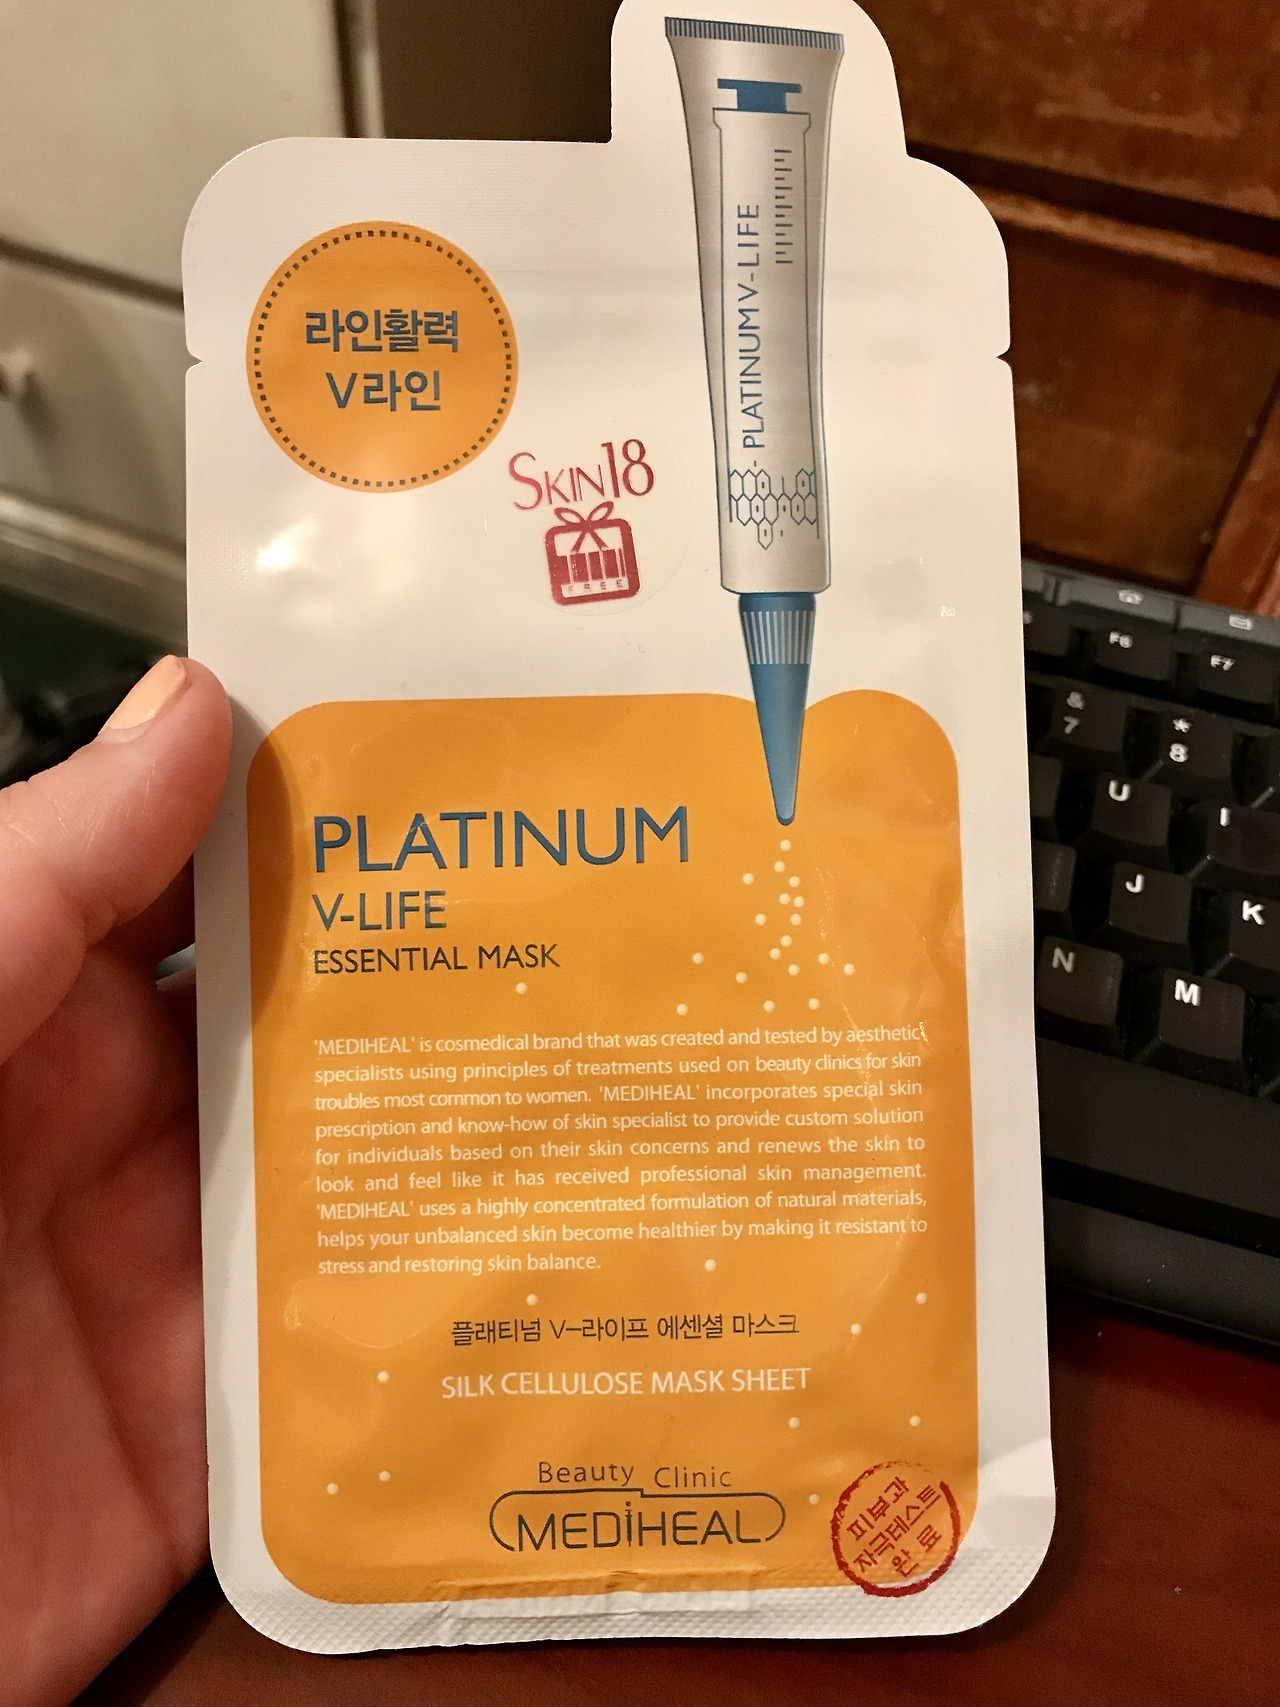 라인활력
V라인
SKIN18
FREE
PLATINUM V-LIFE
PLATINUM
V-LIFE
ESSENTIAL MASK
'MEDIHEAL' is cosmedical brand that was created and tested by aesthetic
specialists using principles of treatments used on beauty clinics for skin
troubles most common to women. 'MEDIHEAL' incorporates special skin
prescription and know-how of skin specialist to provide custom solution
for individuals based on their skin concerns and renews the skin to
look and feel like it has received professional skin management.
'MEDIHEAL' uses a highly concentrated formulation of natural materials,
helps your unbalanced skin become healthier by making it resistant to
stress and restoring skin balance.
플래티넘 V-라이프 에센셜 마스크
SILK CELLULOSE MASK SHEET
Beauty Clinic
MEDIHEAL
피부과
자극테스트
완료
F6
F7
&
7
*
8
U
I
J
K
N
M